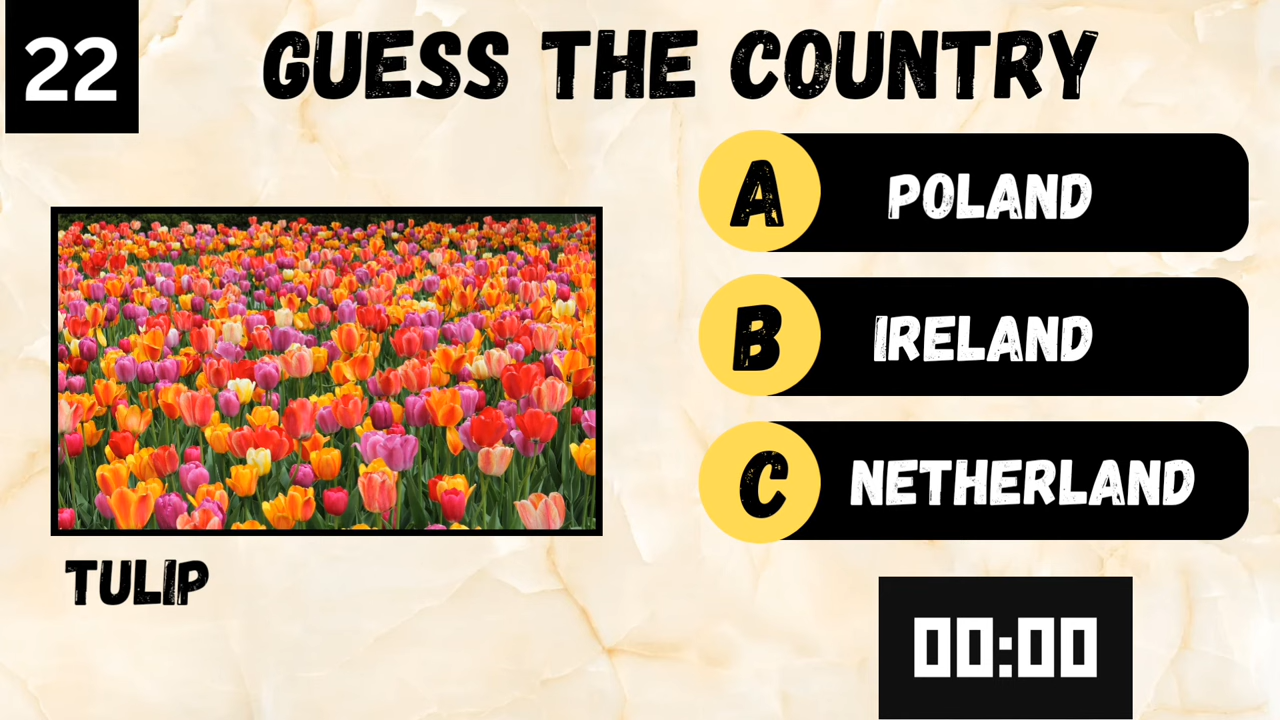 22
GUESS THE COUNTRY
A POLAND
B IRELAND
C NETHERLAND
TULIP
00:00